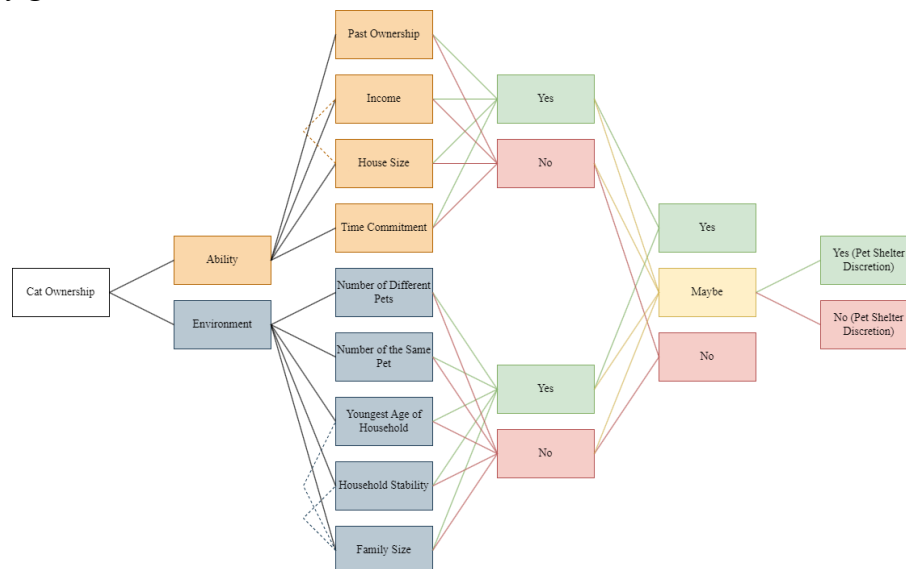 Past Ownership
Income
Yes
House Size
No
Time Commitment
Yes
Ability
Yes (Pet Shelter
Discretion)
Cat Ownership
Number of Different
Pets
Maybe
Environment
No (Pet Shelter
Discretion)
Number of the Same
Pet
No
Yes
Youngest Age of
Household
No
Household Stability
Family Size